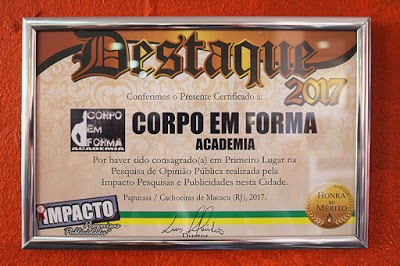 Destaque
2017
Conferimos o Presente Certificado a:
CORPO
EM
FORMA
ACADEMIA
CORPO EM FORMA
ACADEMIA
Por haver sido consagrado(a) em Primeiro Lugar na
Pesquisa de Opinião Pública realizada pela
Impacto Pesquisas e Publicidades nesta Cidade.
Papucaia / Cachoeiras de Macacu (RJ), 2017.
IMPACTO
HONRA
AO
MÉRITO
Diretor